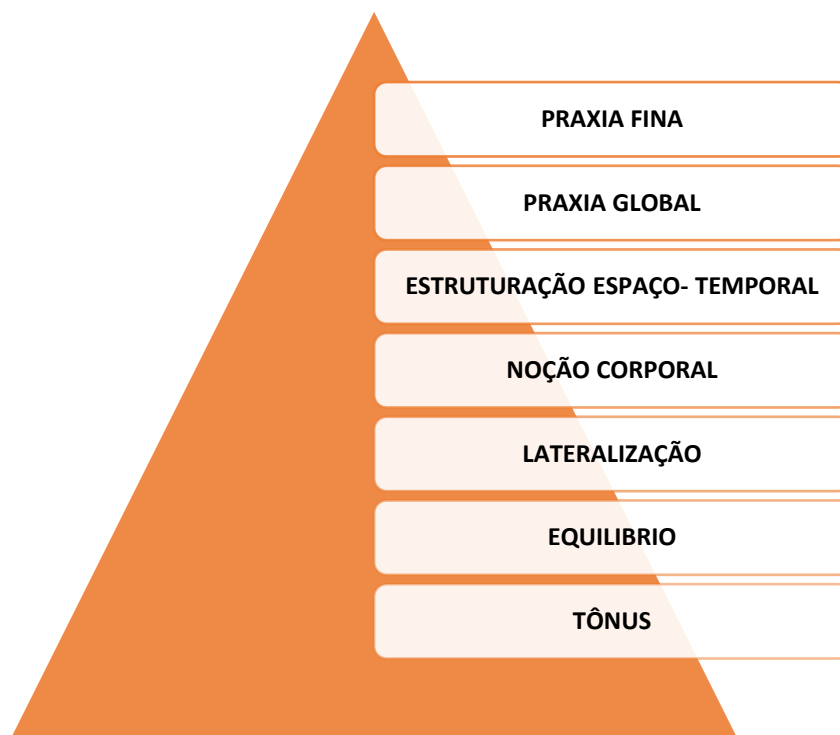 PRAXIA FINA
PRAXIA GLOBAL
ESTRUTURAÇÃO ESPAÇO- TEMPORAL
NOÇÃO CORPORAL
LATERALIZAÇÃO
EQUILIBRIO
TÔNUS